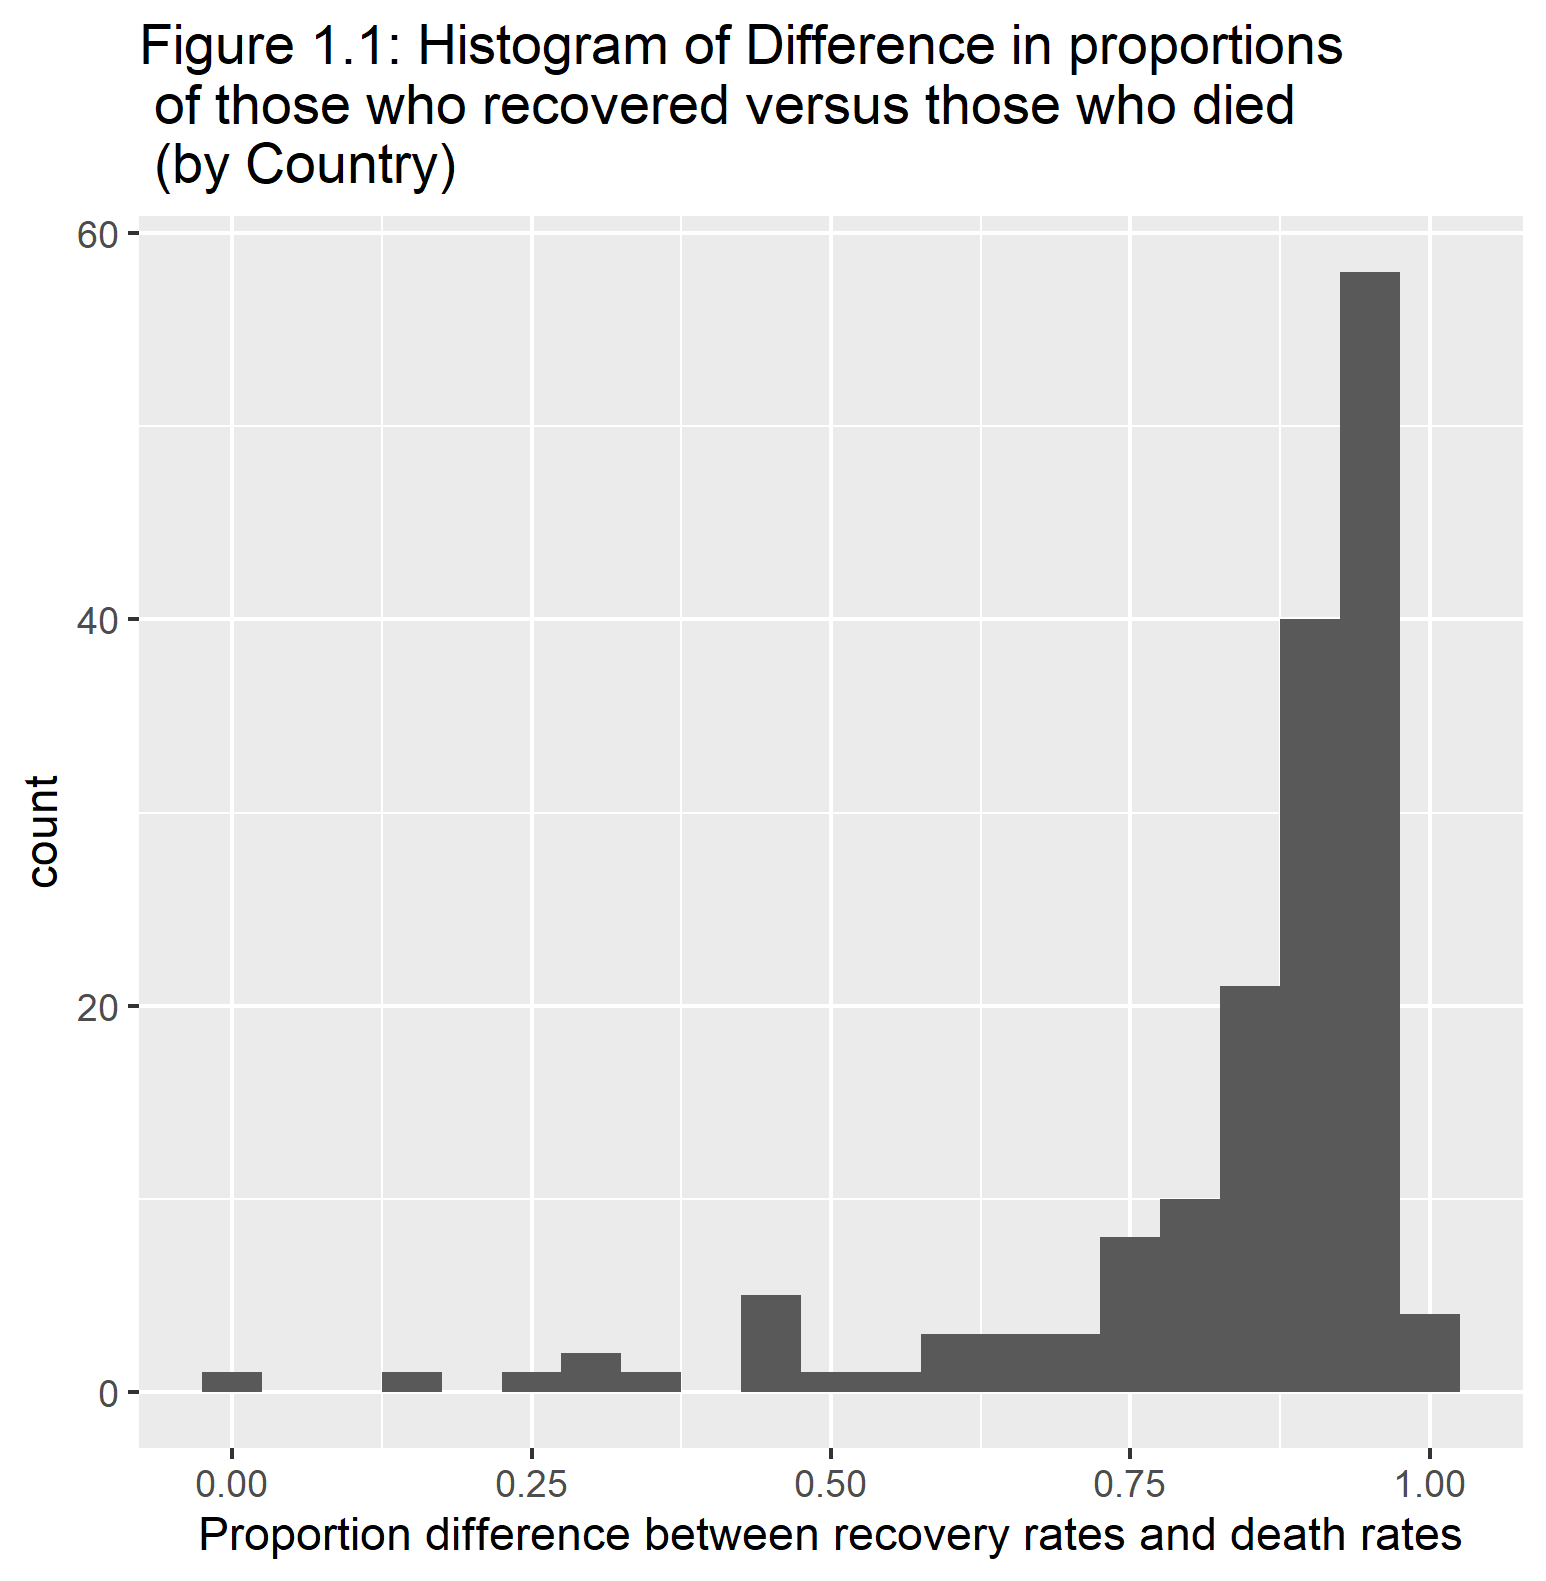 Figure 1.1: Histogram of Difference in proportions
of those who recovered versus those who died
(by Country)
60
40
20
0
count
0.00 0.25 0.50 0.75 1.00
Proportion difference between recovery rates and death rates